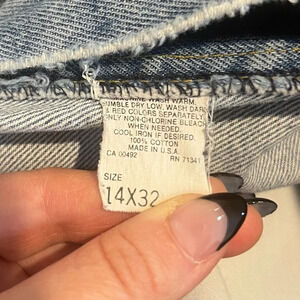 MACHINE WASH WARM.
TUMBLE DRY LOW. WASH DARK
& RED COLORS SEPARATELY.
ONLY NON-CHLORINE BLEACH
WHEN NEEDED.
COOL IRON IF DESIRED.
100% COTTON
MADE IN U.S.A.
CA 00492 RN 71341
SIZE
14X32